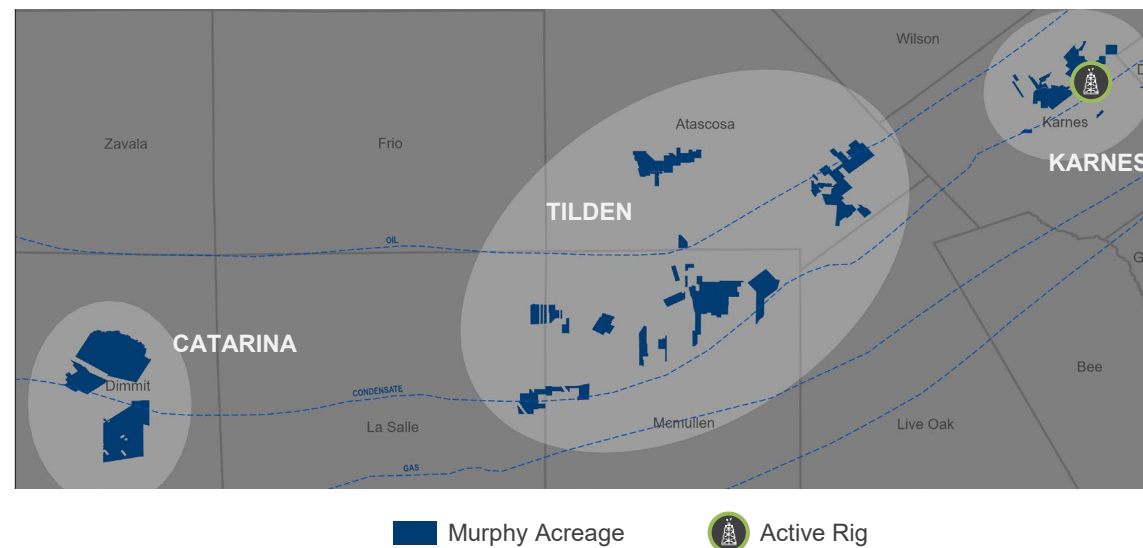 Wilson
Zavala
Frio
Atascosa
Karnes
KARNES
TILDEN
OIL
CATARINA
Dimmit
CONDENSATE
La Salle
Mcmullen
Live Oak
Bee
GAS
D
G
Murphy Acreage
Active Rig